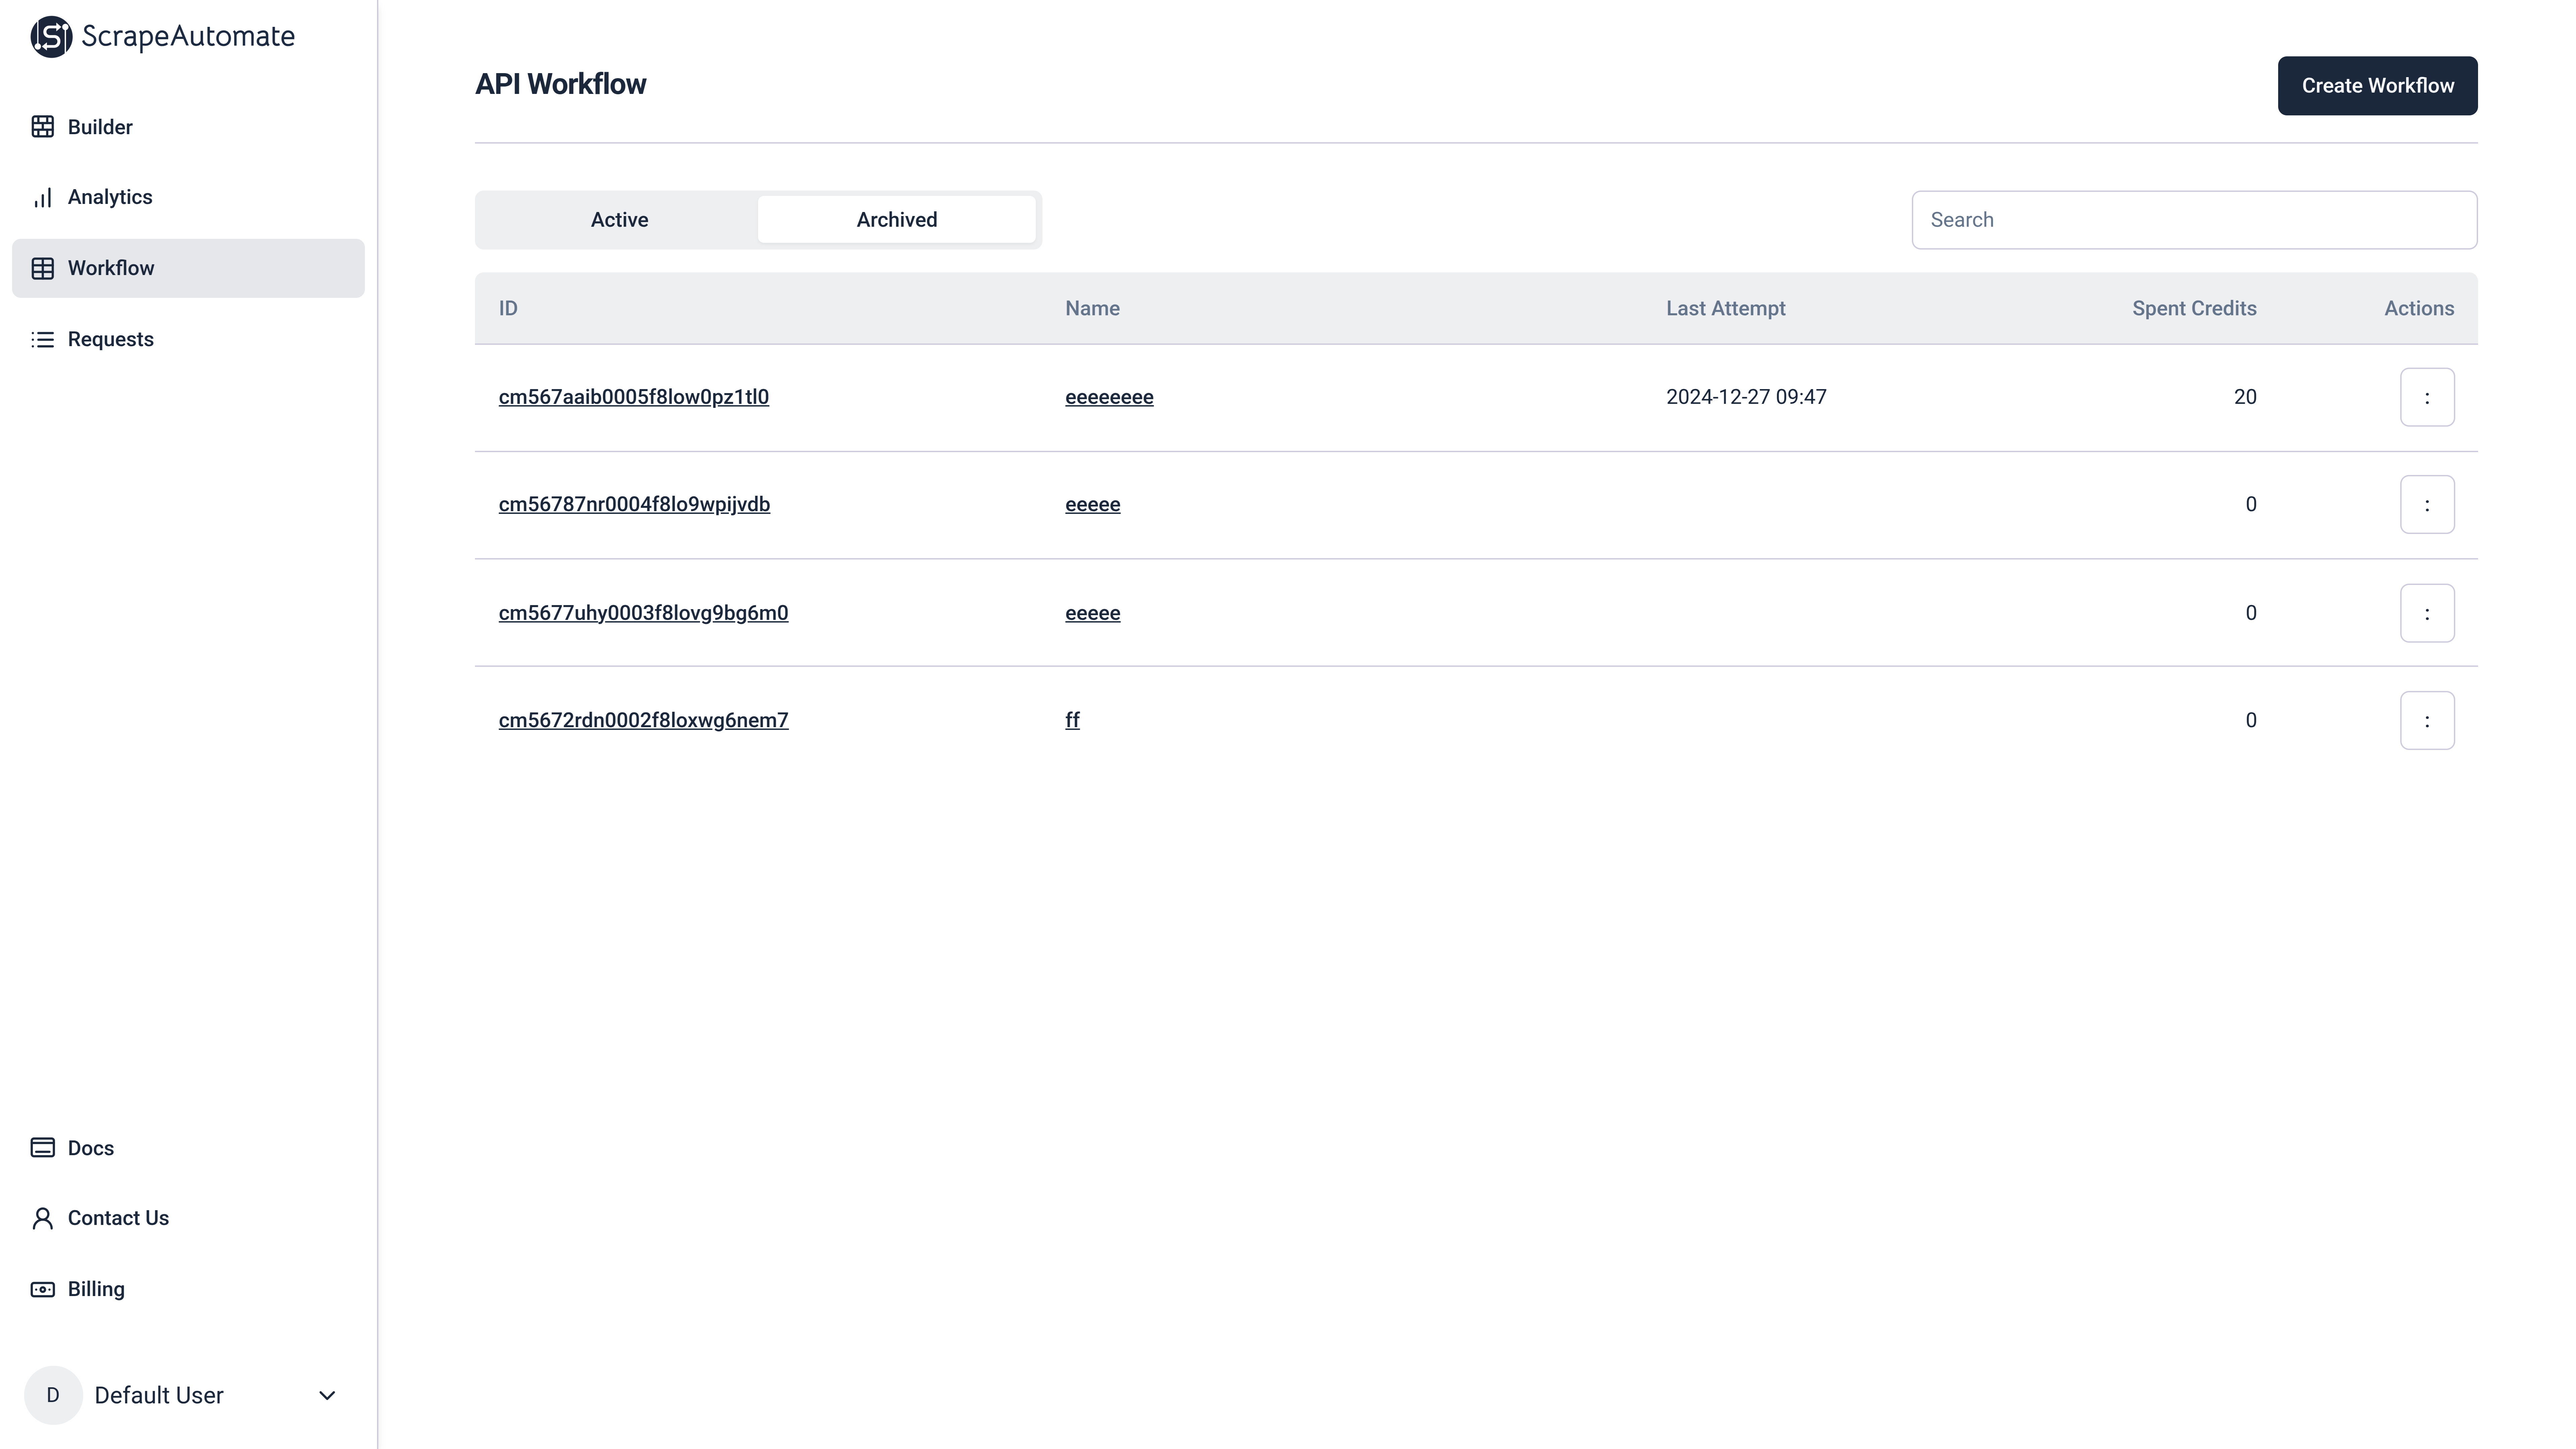 ScrapeAutomate
Builder
Analytics
Workflow
Requests
Docs
Contact Us
Billing
D Default User
API Workflow
Create Workflow
Active Archived
Search
ID Name Last Attempt Spent Credits Actions
cm567aaib0005f8low0pz1tl0 eeeeeeee 2024-12-27 09:47 20 :
cm56787nr0004f8lo9wpijvdb eeeee 0 :
cm5677uhy0003f8lovg9bg6m0 eeeee 0 :
cm5672rdn0002f8loxwg6nem7 ff 0 :